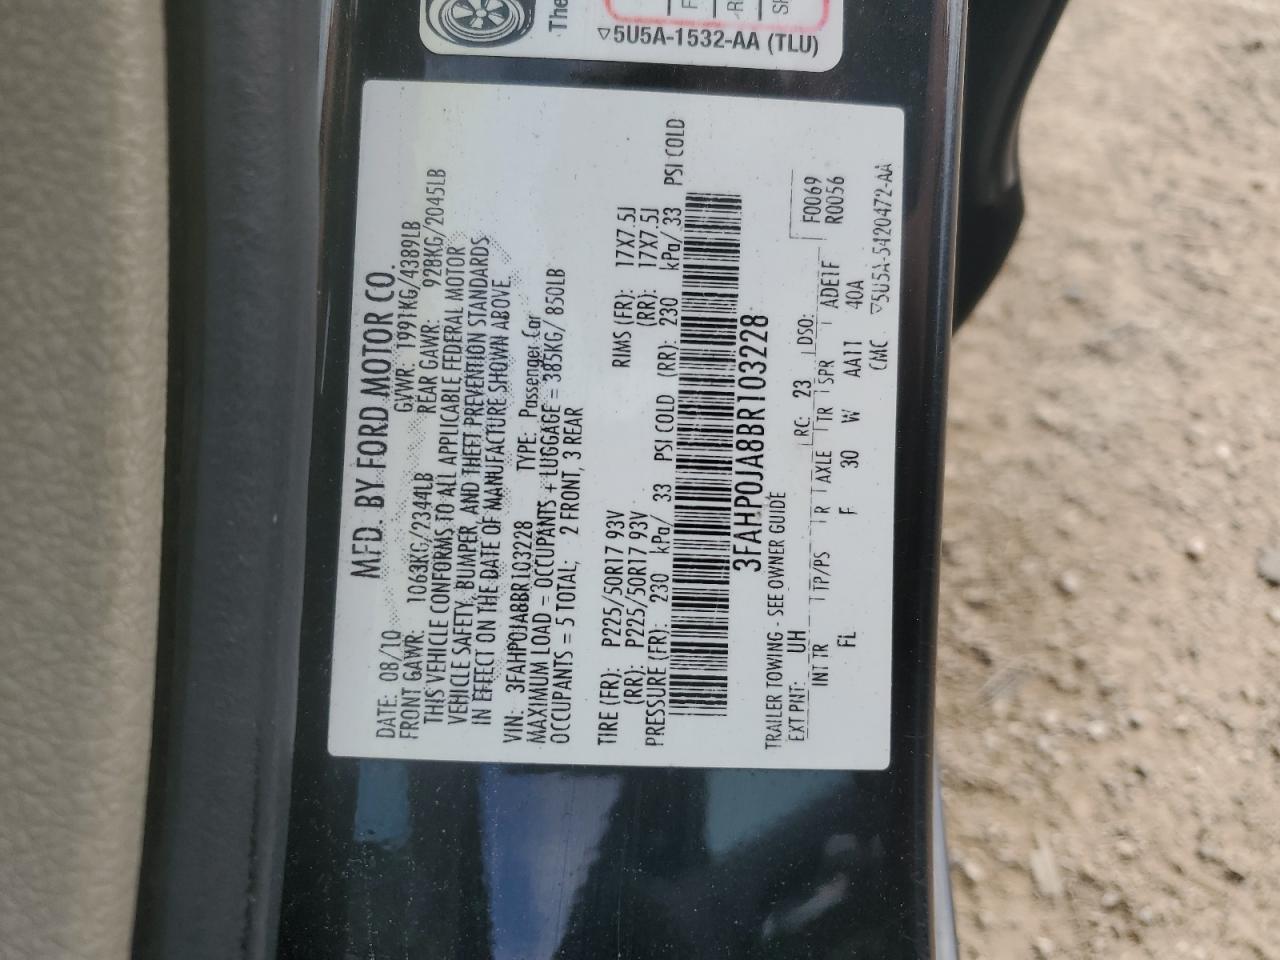 The
F
R
SP
▽5U5A-1532-AA (TLU)
MFD. BY FORD MOTOR CO.
DATE: 08/10 GVWR: 1991KG/4389LB
FRONT GAWR: 1063KG/2344LB REAR GAWR: 928KG/2045LB
THIS VEHICLE CONFORMS TO ALL APPLICABLE FEDERAL MOTOR
VEHICLE SAFETY, BUMPER, AND THEFT PREVENTION STANDARDS
IN EFFECT ON THE DATE OF MANUFACTURE SHOWN ABOVE.
VIN: 3FAHP0JA8BR103228 TYPE: Passenger Car
MAXIMUM LOAD = OCCUPANTS + LUGGAGE = 385KG/ 850LB
OCCUPANTS = 5 TOTAL; 2 FRONT, 3 REAR
TIRE (FR): P225/50R17 93V RIMS (FR): 17X7.5J
(RR): P225/50R17 93V (RR): 17X7.5J
PRESSURE (FR): 230 kPa/ 33 PSI COLD (RR): 230 kPa/ 33 PSI COLD
3FAHP0JA8BR103228
TRAILER TOWING - SEE OWNER GUIDE
EXT PNT: UH RC: 23 DSO: F0069
INT TR TP/PS R AXLE TR SPR ADE1F R0056
FL F 30 W AA11 40A
CMC ▽5U5A-5420472-AA